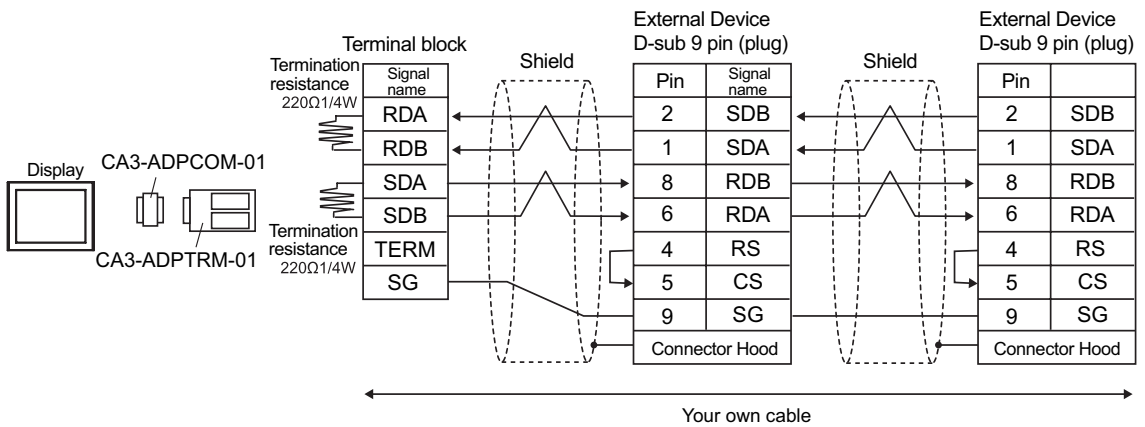 External Device
D-sub 9 pin (plug)
External Device
D-sub 9 pin (plug)
Terminal block
Shield
Shield
Termination
resistance
220Ω1/4W
Signal
name
Pin
Signal
name
Pin
RDA
2
SDB
2
SDB
RDB
1
SDA
1
SDA
Display
CA3-ADPCOM-01
SDA
8
RDB
8
RDB
SDB
6
RDA
6
RDA
CA3-ADPTRM-01
Termination
resistance
220Ω1/4W
TERM
4
RS
4
RS
SG
5
CS
5
CS
9
SG
9
SG
Connector Hood
Connector Hood
Your own cable